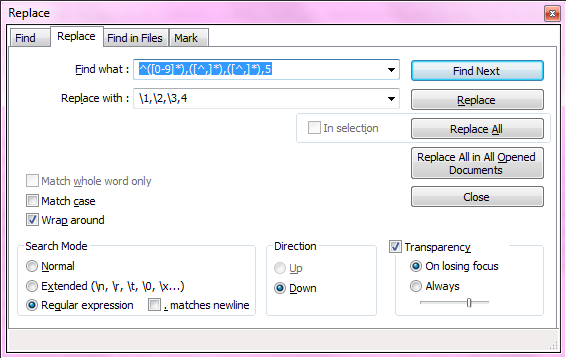 Replace
Find Replace Find in Files Mark
Find what : ^([0-9]*),([^,]*),([^,]*),5 Find Next
Replace with : \1,\2,\3,4 Replace
In selection Replace All
Replace All in All Opened
Documents
Match whole word only
Match case Close
Wrap around
Search Mode Direction Transparency
Normal Up On losing focus
Extended (\n, \r, \t, \0, \x...) Down Always
Regular expression . matches newline